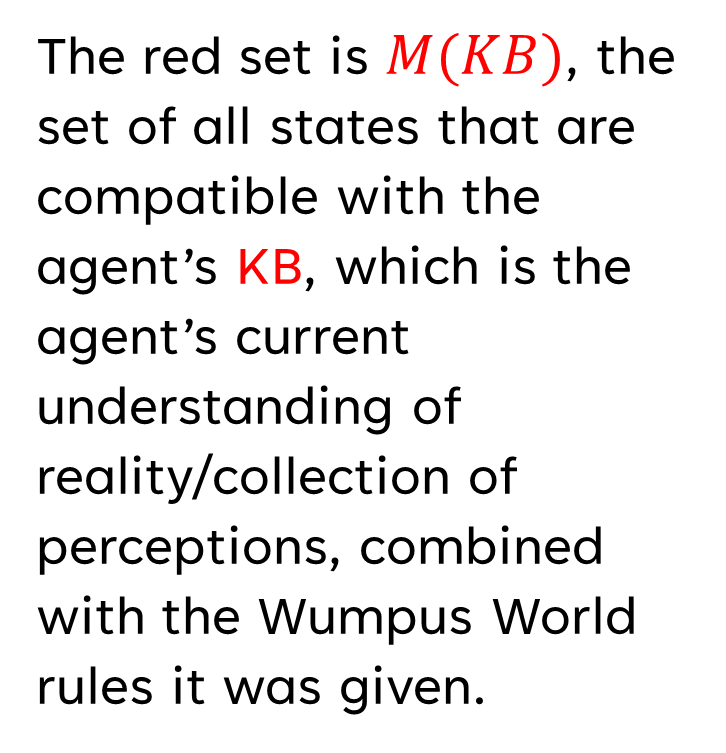 The red set is M(KB), the
set of all states that are
compatible with the
agent’s KB, which is the
agent’s current
understanding of
reality/collection of
perceptions, combined
with the Wumpus World
rules it was given.